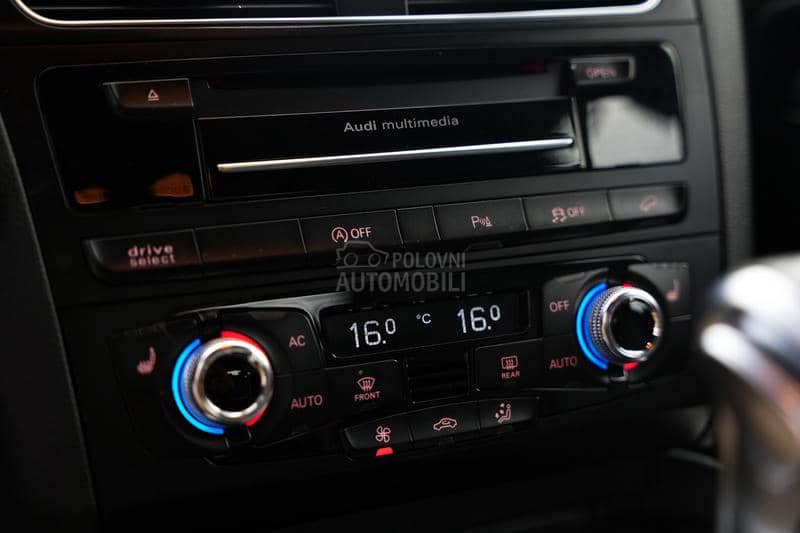 OPEN
Audi multimedia
drive
select
A OFF
P
OFF
POLOVNI
AUTOMOBILI
16.0 °C 16.0
OFF
AC
AUTO
FRONT
REAR
AUTO